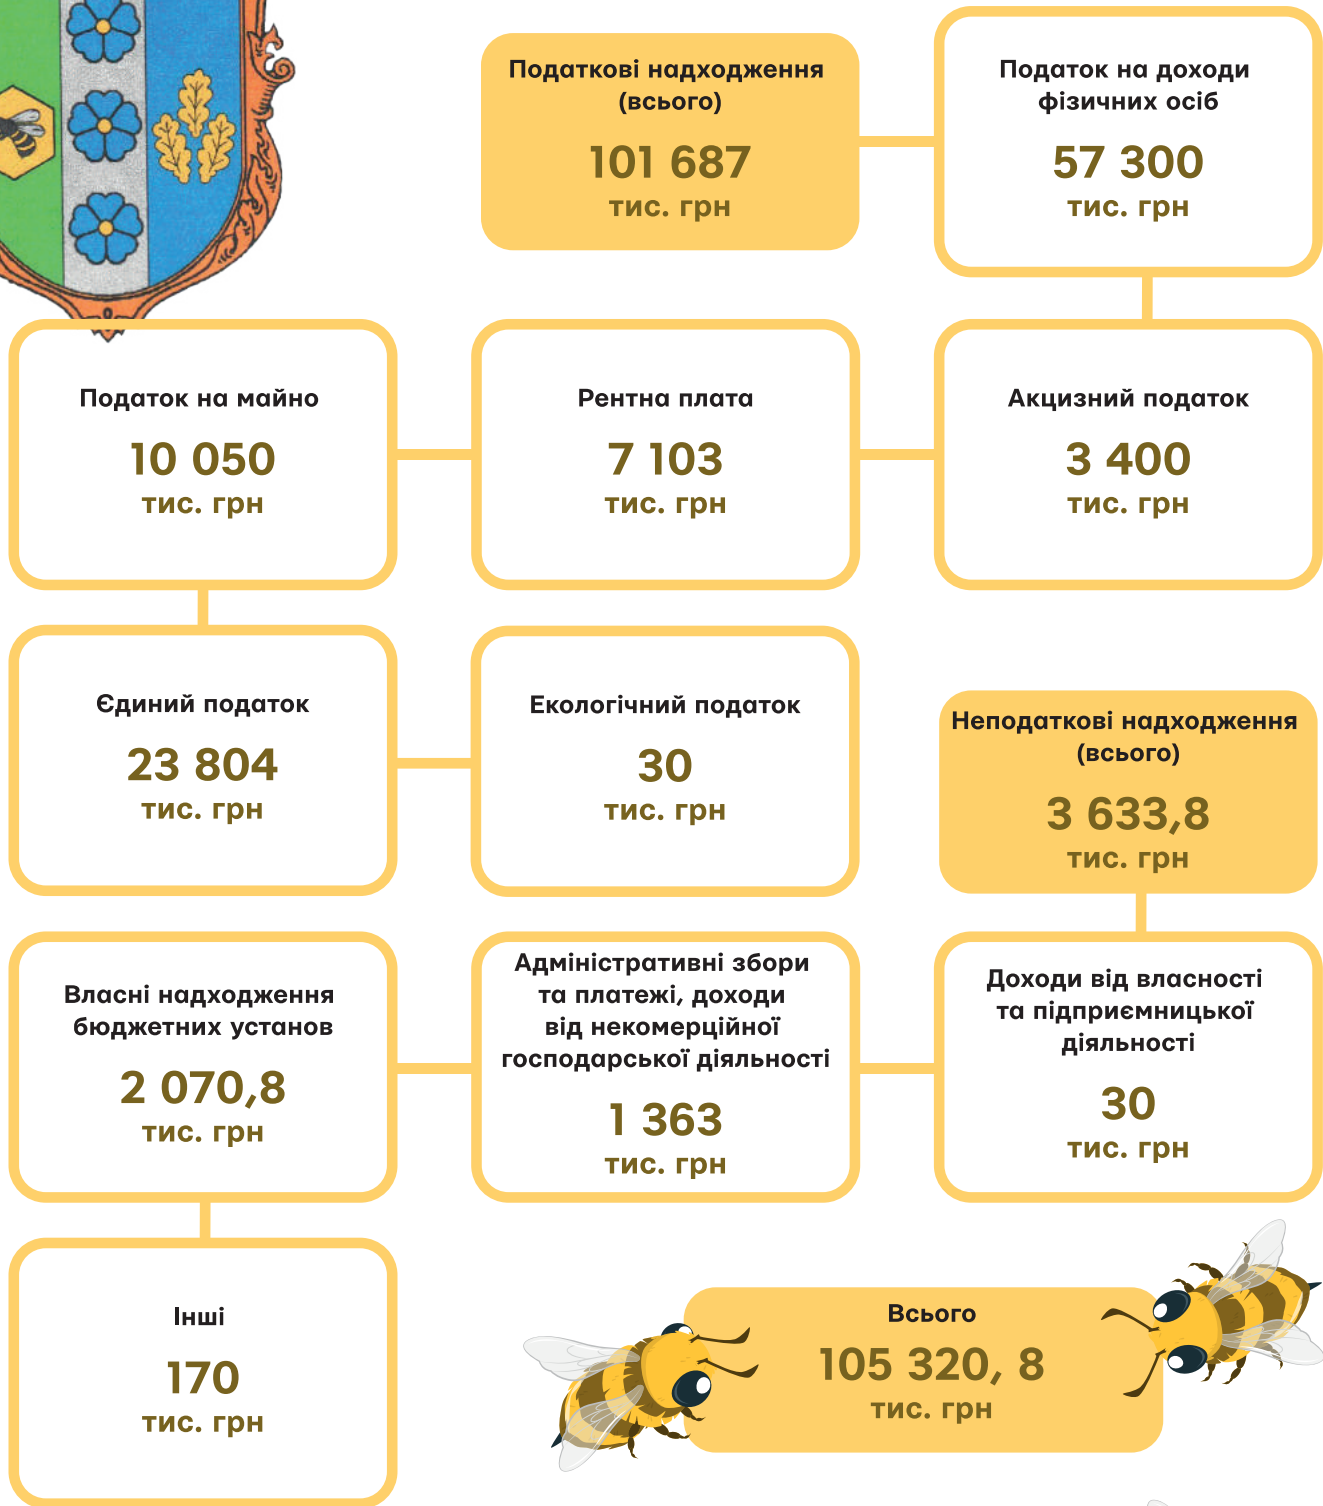 Податкові надходження
(всього)
101 687
тис. грн
Податок на доходи
фізичних осіб
57 300
тис. грн
Податок на майно
10 050
тис. грн
Рентна плата
7 103
тис. грн
Акцизний податок
3 400
тис. грн
Єдиний податок
23 804
тис. грн
Екологічний податок
30
тис. грн
Неподаткові надходження
(всього)
3 633,8
тис. грн
Власні надходження
бюджетних установ
2 070,8
тис. грн
Адміністративні збори
та платежі, доходи
від некомерційної
господарської діяльності
1 363
тис. грн
Доходи від власності
та підприємницької
діяльності
30
тис. грн
Інші
170
тис. грн
Всього
105 320, 8
тис. грн